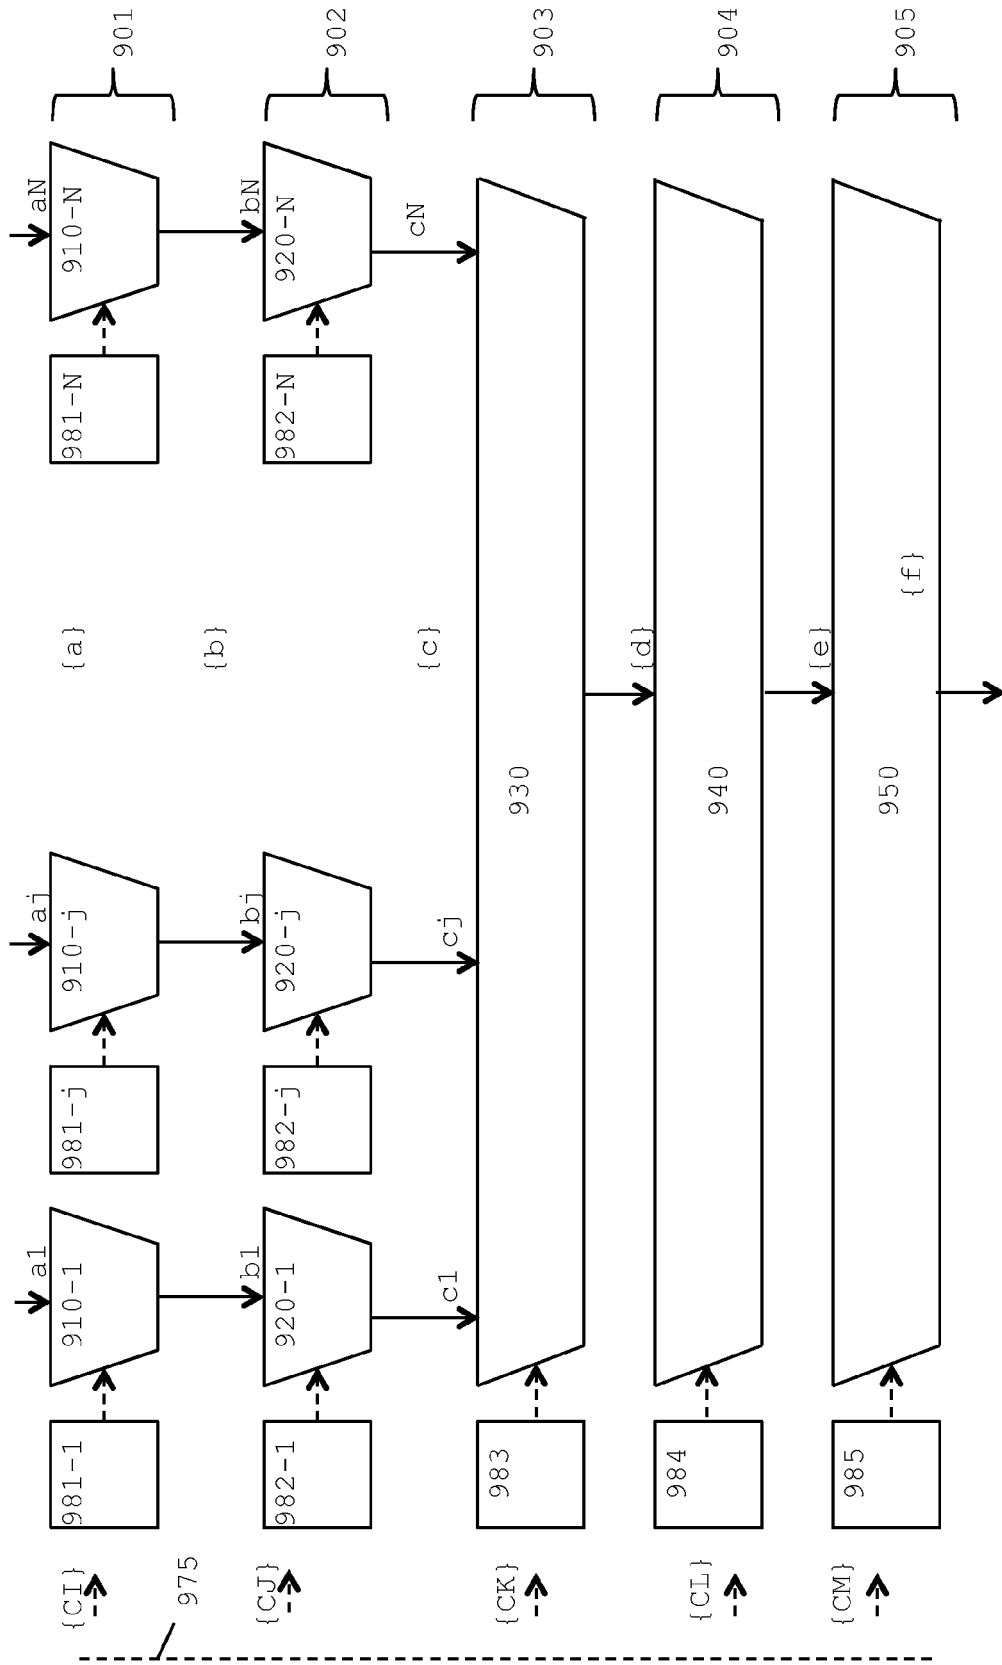 {CI}
981-1
910-1
a1
981-j
910-j
aj
{a}
981-N
910-N
aN
901
975
{b}
{CJ}
982-1
920-1
b1
982-j
920-j
bj
982-N
920-N
bN
902
c1
cj
{c}
cN
{CK}
983
930
903
{d}
{CL}
984
940
904
{e}
{CM}
985
950
{f}
905